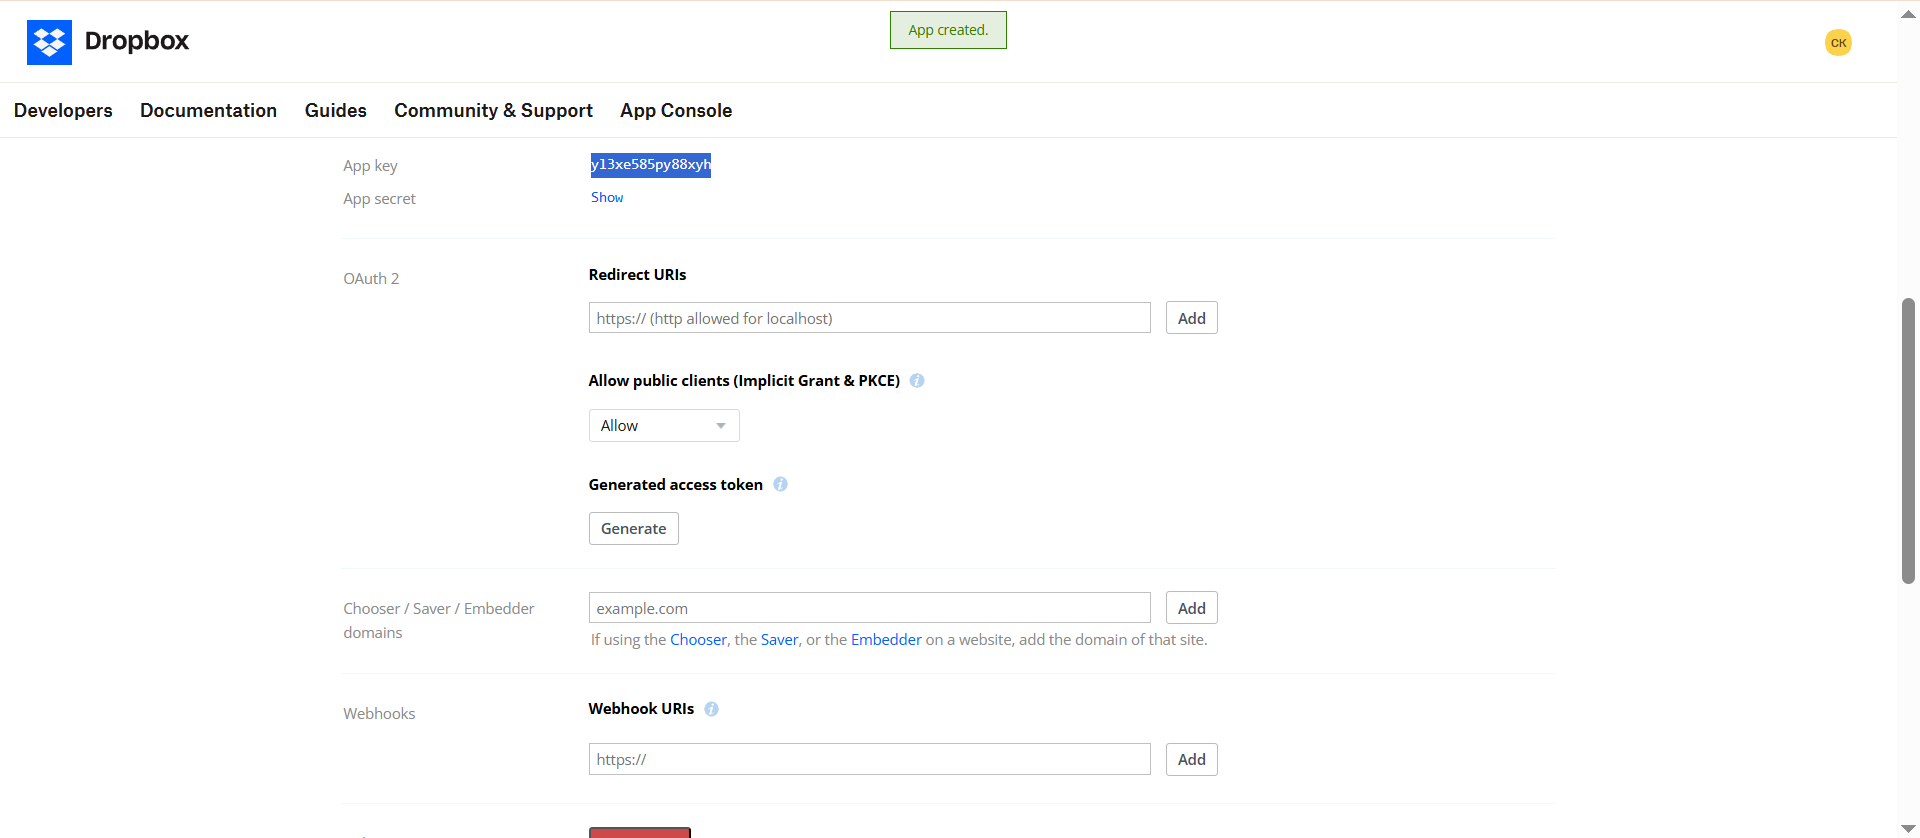 App created.
Dropbox
CK
Developers Documentation Guides Community & Support App Console
App key yl3xe585py88xyh
App secret Show
OAuth 2 Redirect URIs
https:// (http allowed for localhost) Add
Allow public clients (Implicit Grant & PKCE) i
Allow
Generated access token i
Generate
Chooser / Saver / Embedder domains
example.com Add
If using the Chooser, the Saver, or the Embedder on a website, add the domain of that site.
Webhooks Webhook URIs i
https:// Add